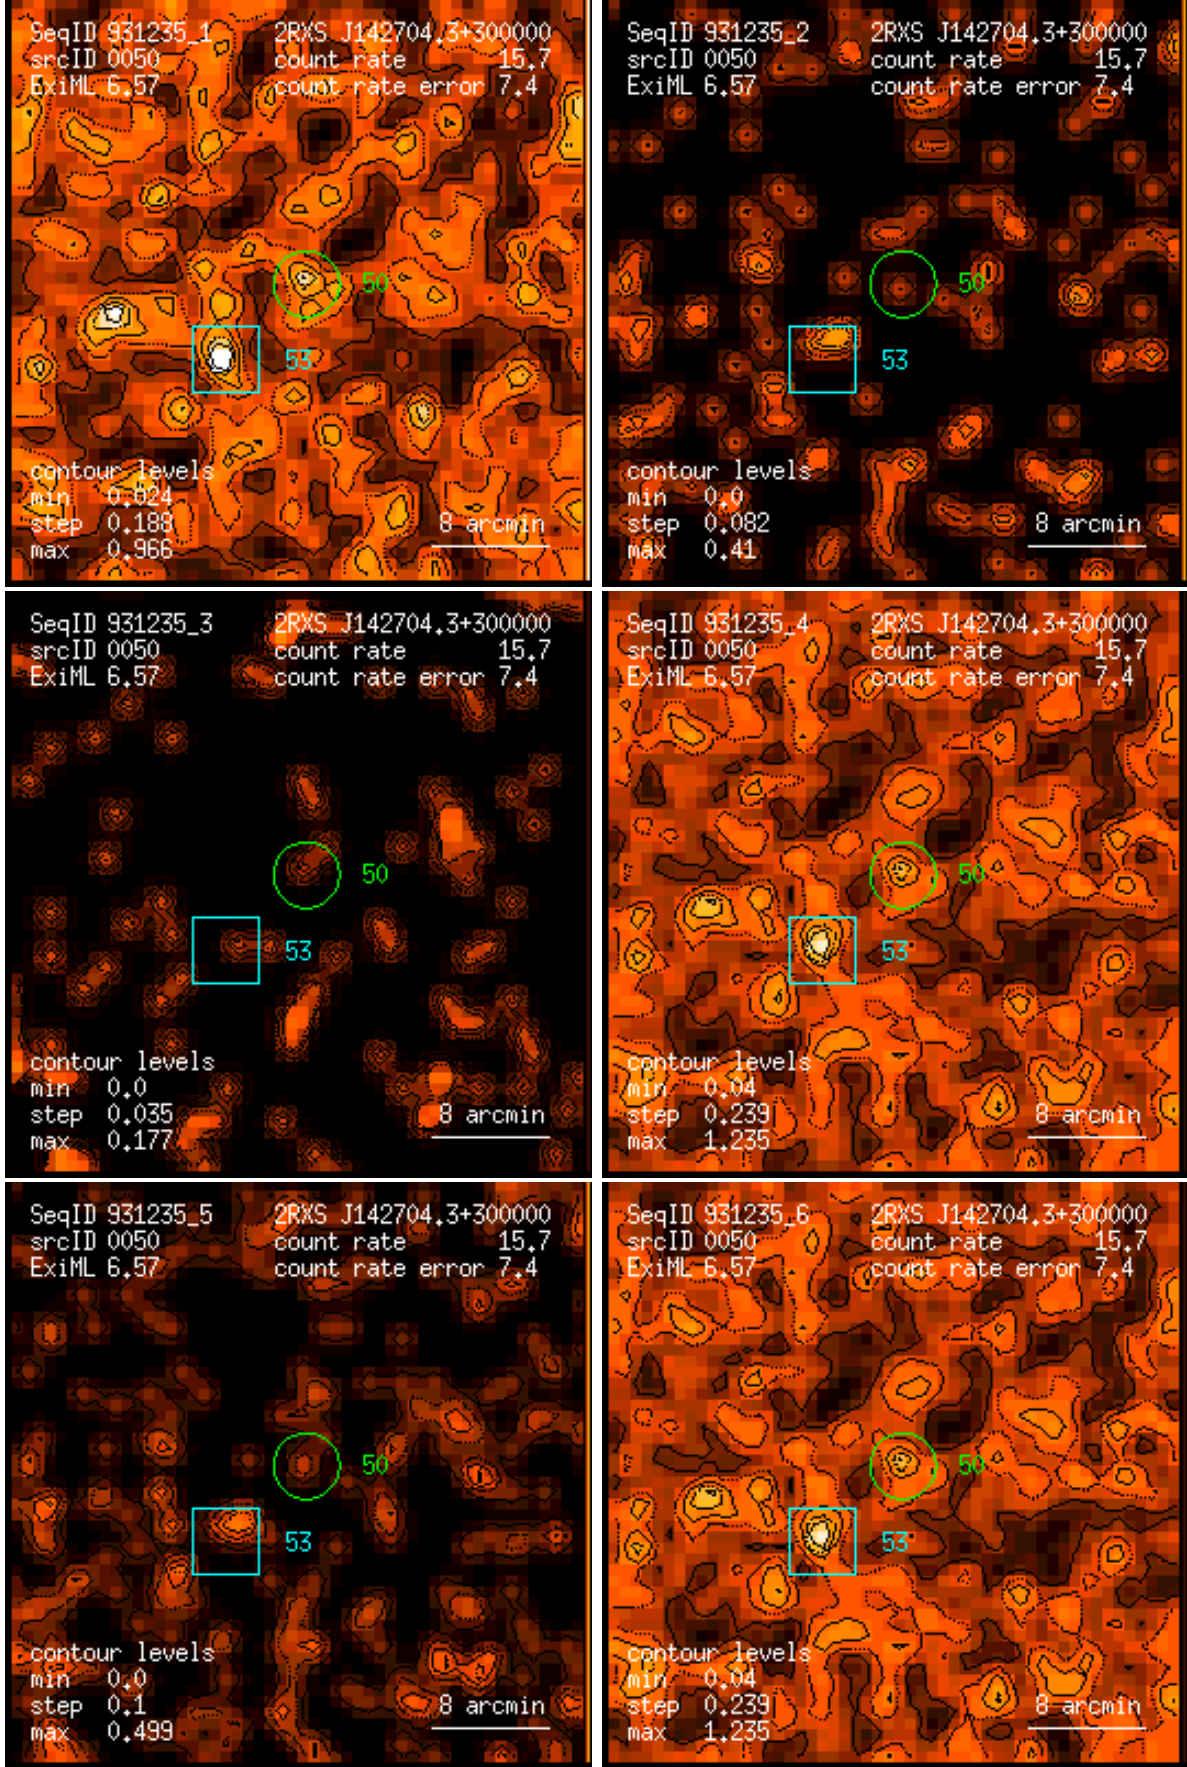 SeqID 931235_1 2RXS J142704.3+300000
srcID 0050 count rate 15.7
ExiML 6.57 count rate error 7.4
50
53
contour levels
min 0.024
step 0.188
max 0.966
8 arcmin
SeqID 931235_2 2RXS J142704.3+300000
srcID 0050 count rate 15.7
ExiML 6.57 count rate error 7.4
50
53
contour levels
min 0.0
step 0.082
max 0.41
8 arcmin
SeqID 931235_3 2RXS J142704.3+300000
srcID 0050 count rate 15.7
ExiML 6.57 count rate error 7.4
50
53
contour levels
min 0.0
step 0.035
max 0.177
8 arcmin
SeqID 931235_4 2RXS J142704.3+300000
srcID 0050 count rate 15.7
ExiML 6.57 count rate error 7.4
50
53
contour levels
min 0.04
step 0.239
max 1.235
8 arcmin
SeqID 931235_5 2RXS J142704.3+300000
srcID 0050 count rate 15.7
ExiML 6.57 count rate error 7.4
50
53
contour levels
min 0.0
step 0.1
max 0.499
8 arcmin
SeqID 931235_6 2RXS J142704.3+300000
srcID 0050 count rate 15.7
ExiML 6.57 count rate error 7.4
50
53
contour levels
min 0.04
step 0.239
max 1.235
8 arcmin